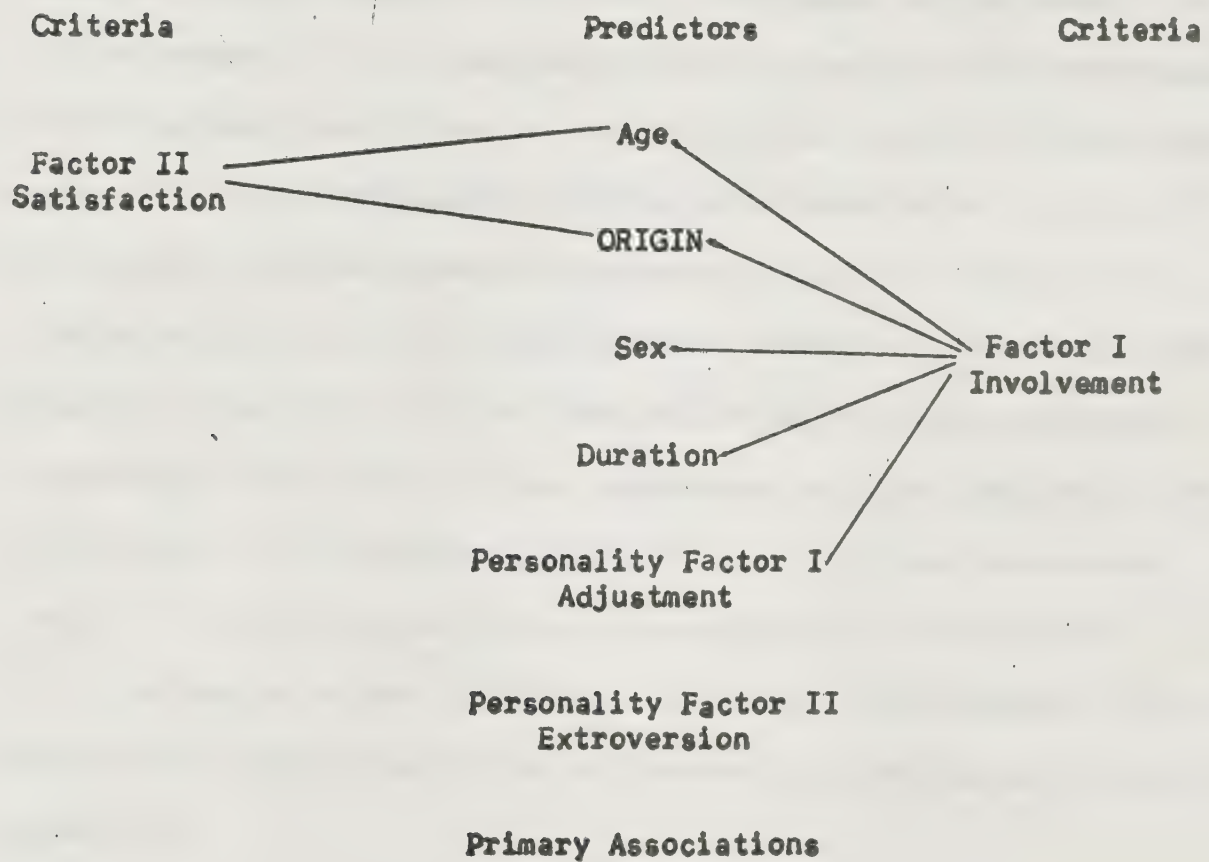 Criteria Predictors Criteria
Age
Factor II
Satisfaction
ORIGIN
Sex
Factor I
Involvement
Duration
Personality Factor I
Adjustment
Personality Factor II
Extroversion
Primary Associations